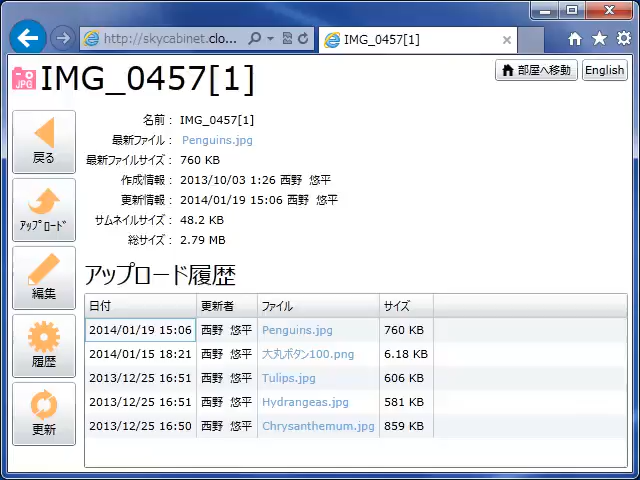 http://skycabinet.clo...
IMG_0457[1]
JPG
IMG_0457[1]
部屋へ移動
English
戻る
アップロード
編集
履歴
更新
名前： IMG_0457[1]
最新ファイル： Penguins.jpg
最新ファイルサイズ： 760 KB
作成情報： 2013/10/03 1:26 西野 悠平
更新情報： 2014/01/19 15:06 西野 悠平
サムネイルサイズ： 48.2 KB
総サイズ： 2.79 MB
アップロード履歴
日付 更新者 ファイル サイズ
2014/01/19 15:06 西野 悠平 Penguins.jpg 760 KB
2014/01/15 18:21 西野 悠平 大丸ボタン100.png 6.18 KB
2013/12/25 16:51 西野 悠平 Tulips.jpg 606 KB
2013/12/25 16:51 西野 悠平 Hydrangeas.jpg 581 KB
2013/12/25 16:50 西野 悠平 Chrysanthemum.jpg 859 KB